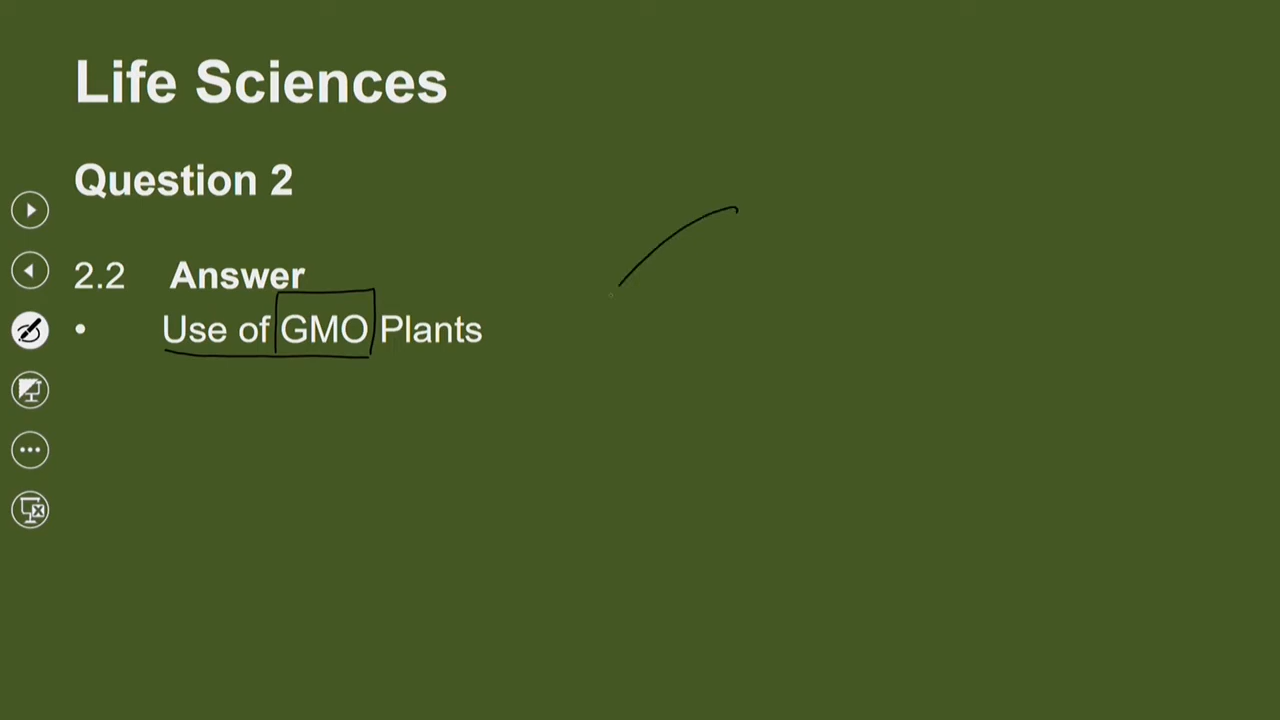 Life Sciences
Question 2
2.2 Answer
• Use of GMO Plants